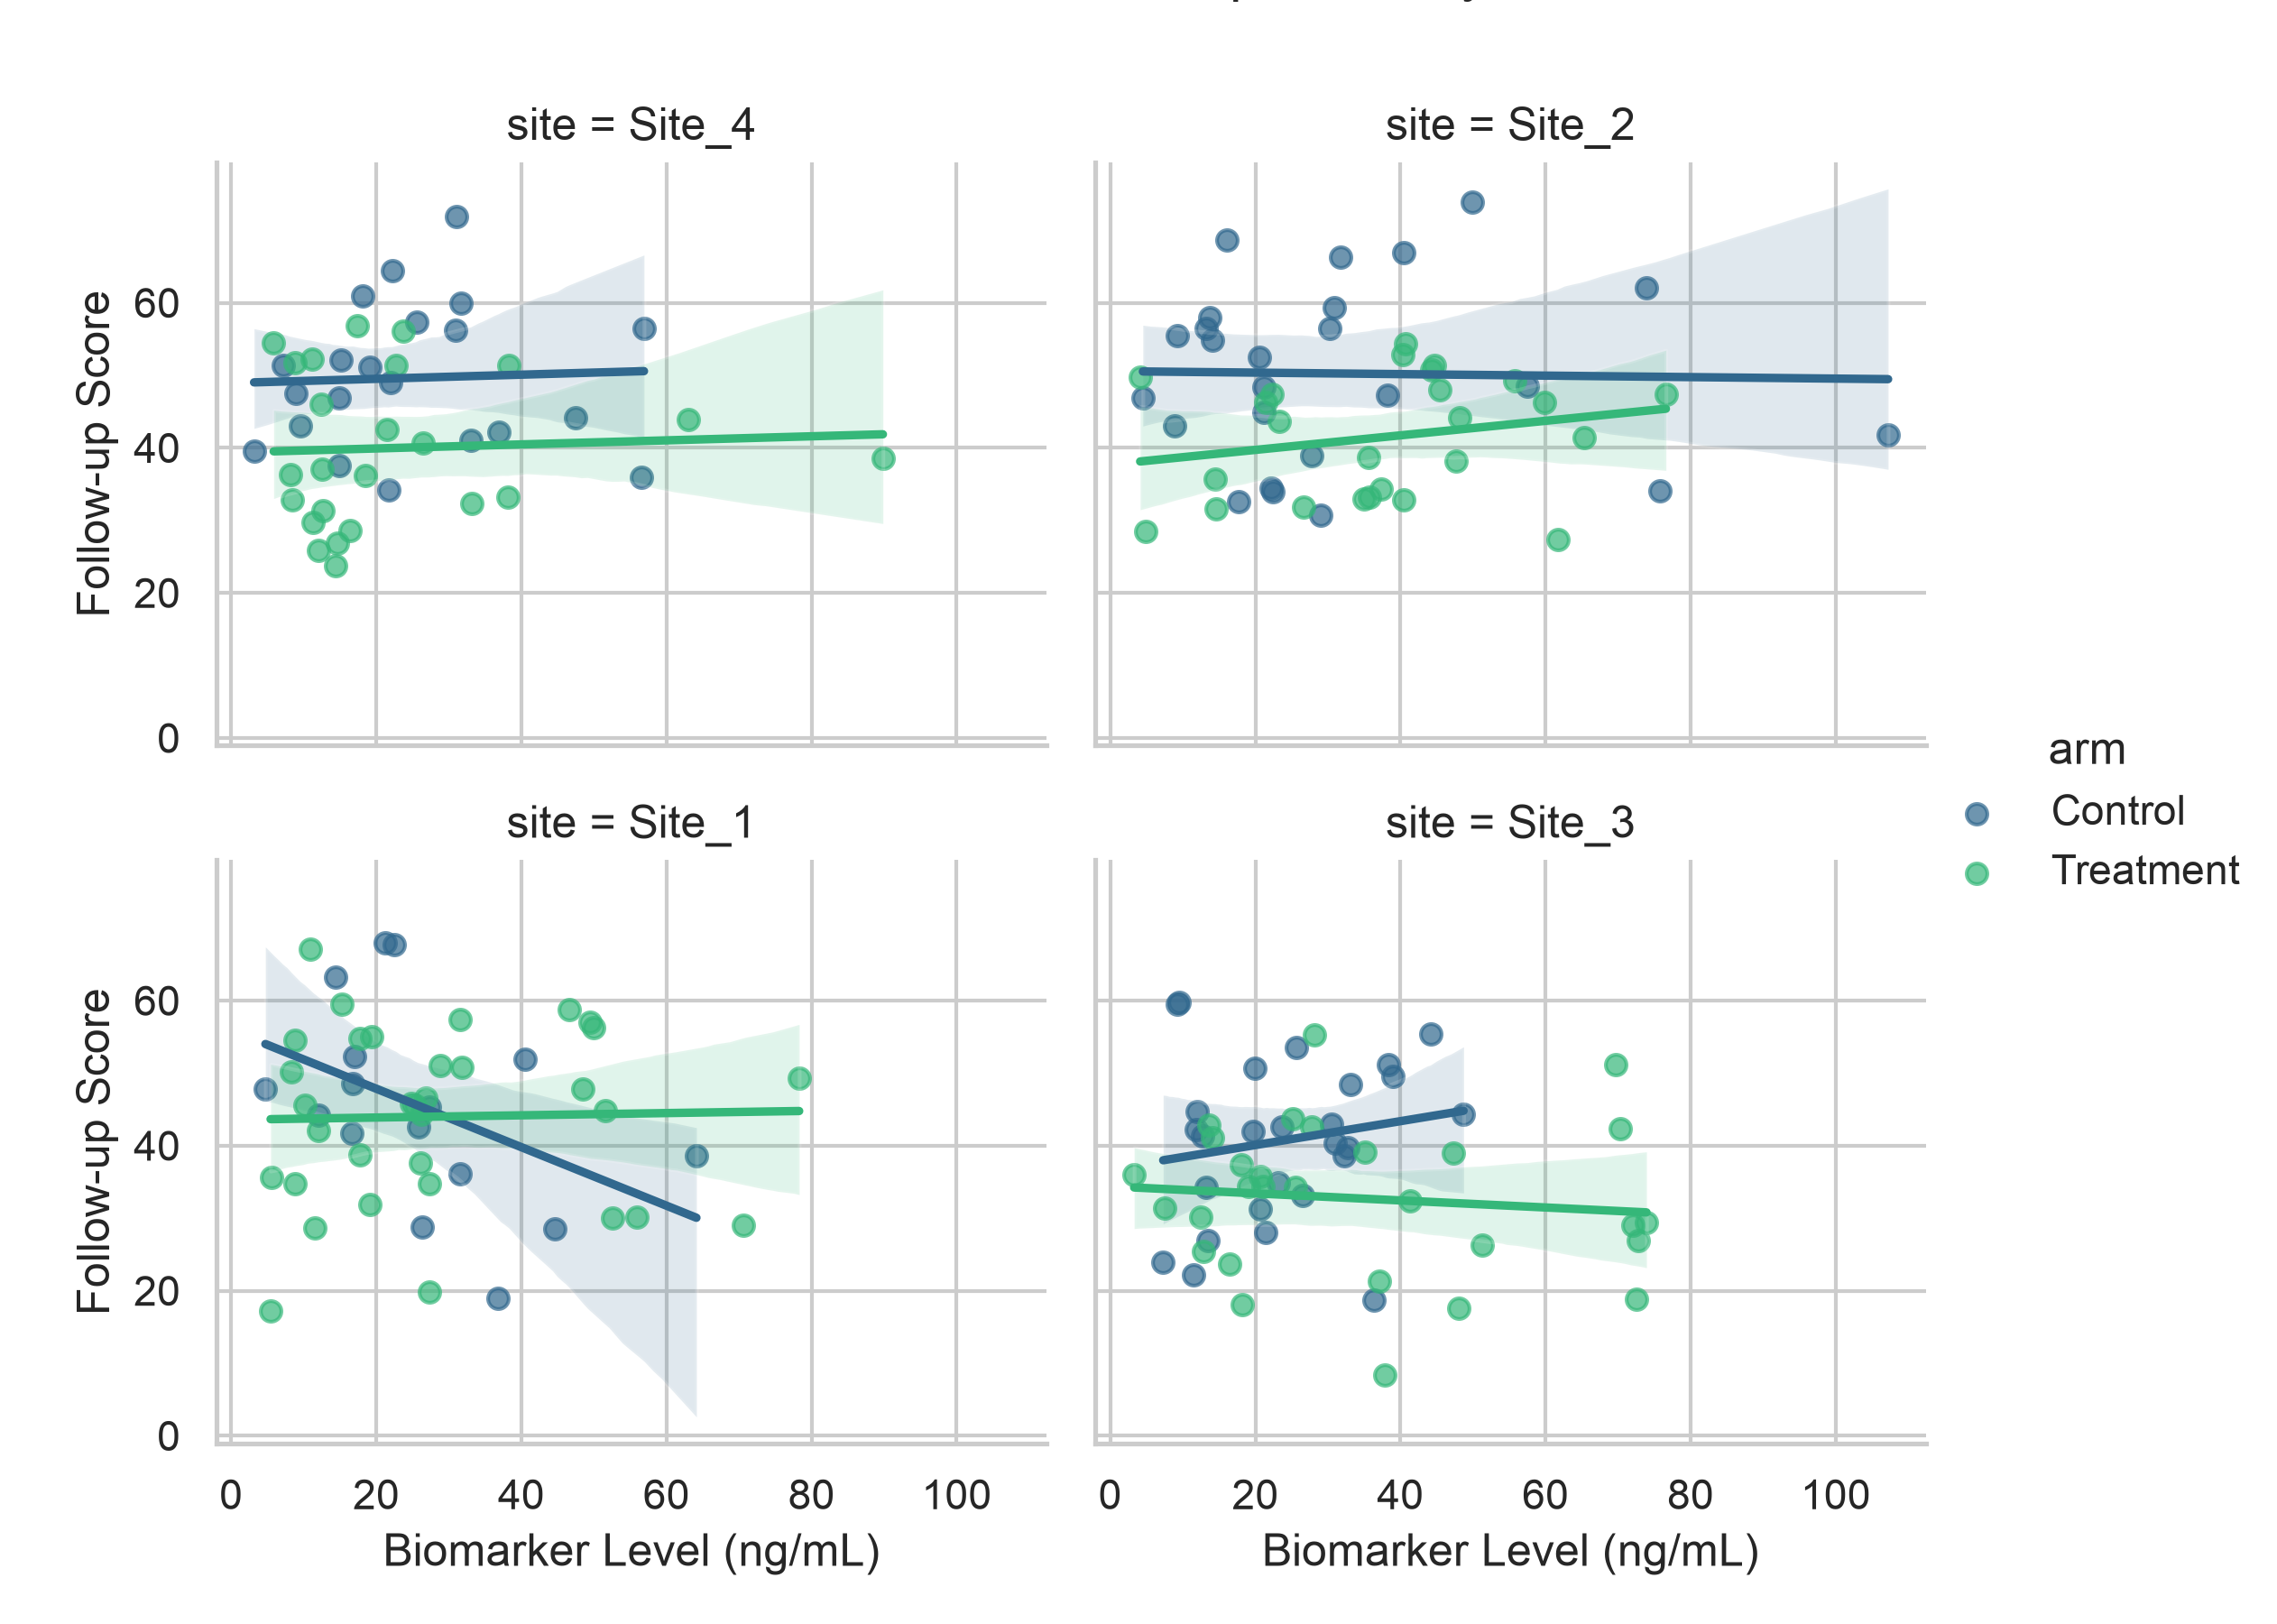 site = Site_4
site = Site_2
Follow-up Score
60
40
20
0
site = Site_1
site = Site_3
Follow-up Score
60
40
20
0
0 20 40 60 80 100
0 20 40 60 80 100
Biomarker Level (ng/mL)
Biomarker Level (ng/mL)
arm
Control
Treatment